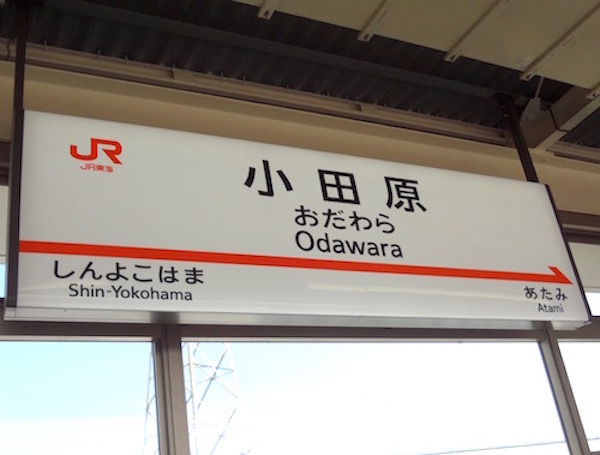 JR
JR東海
小田原
おだわら
Odawara
しんよこはま
Shin-Yokohama
あたみ
Atami